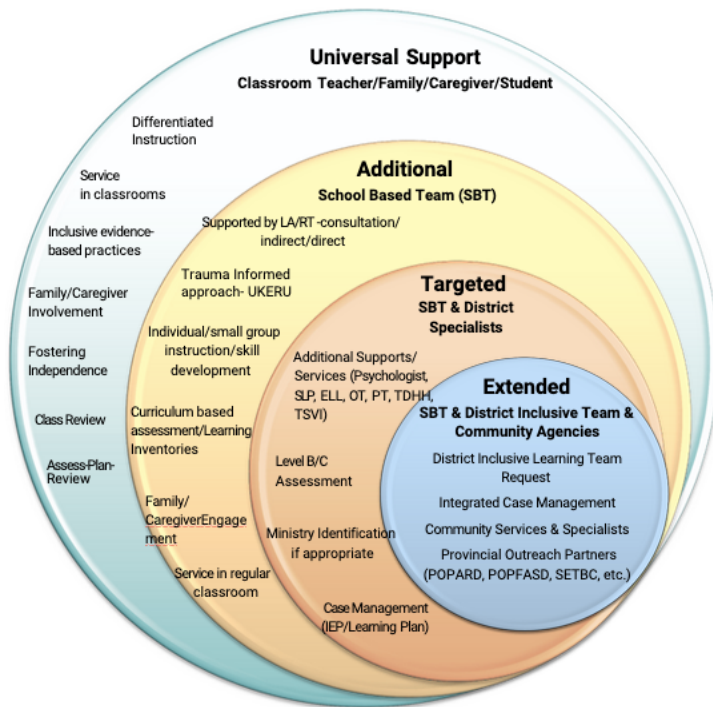 Universal Support
Classroom Teacher/Family/Caregiver/Student
Differentiated
Instruction
Service
in classrooms
Inclusive evidence-
based practices
Family/Caregiver
Involvement
Fostering
Independence
Class Review
Assess-Plan-
Review
Additional
School Based Team (SBT)
Supported by LA/RT -consultation/
indirect/direct
Trauma Informed
approach- UKERU
Individual/small group
instruction/skill
development
Curriculum based
assessment/Learning
Inventories
Family/
CaregiverEngage
ment
Service in regular
classroom
Targeted
SBT & District
Specialists
Additional Supports/
Services (Psychologist,
SLP, ELL, OT, PT, TDHH,
TSVI)
Level B/C
Assessment
Ministry Identification
if appropriate
Case Management
(IEP/Learning Plan)
Extended
SBT & District Inclusive Team &
Community Agencies
District Inclusive Learning Team
Request
Integrated Case Management
Community Services & Specialists
Provincial Outreach Partners
(POPARD, POPFASD, SETBC, etc.)